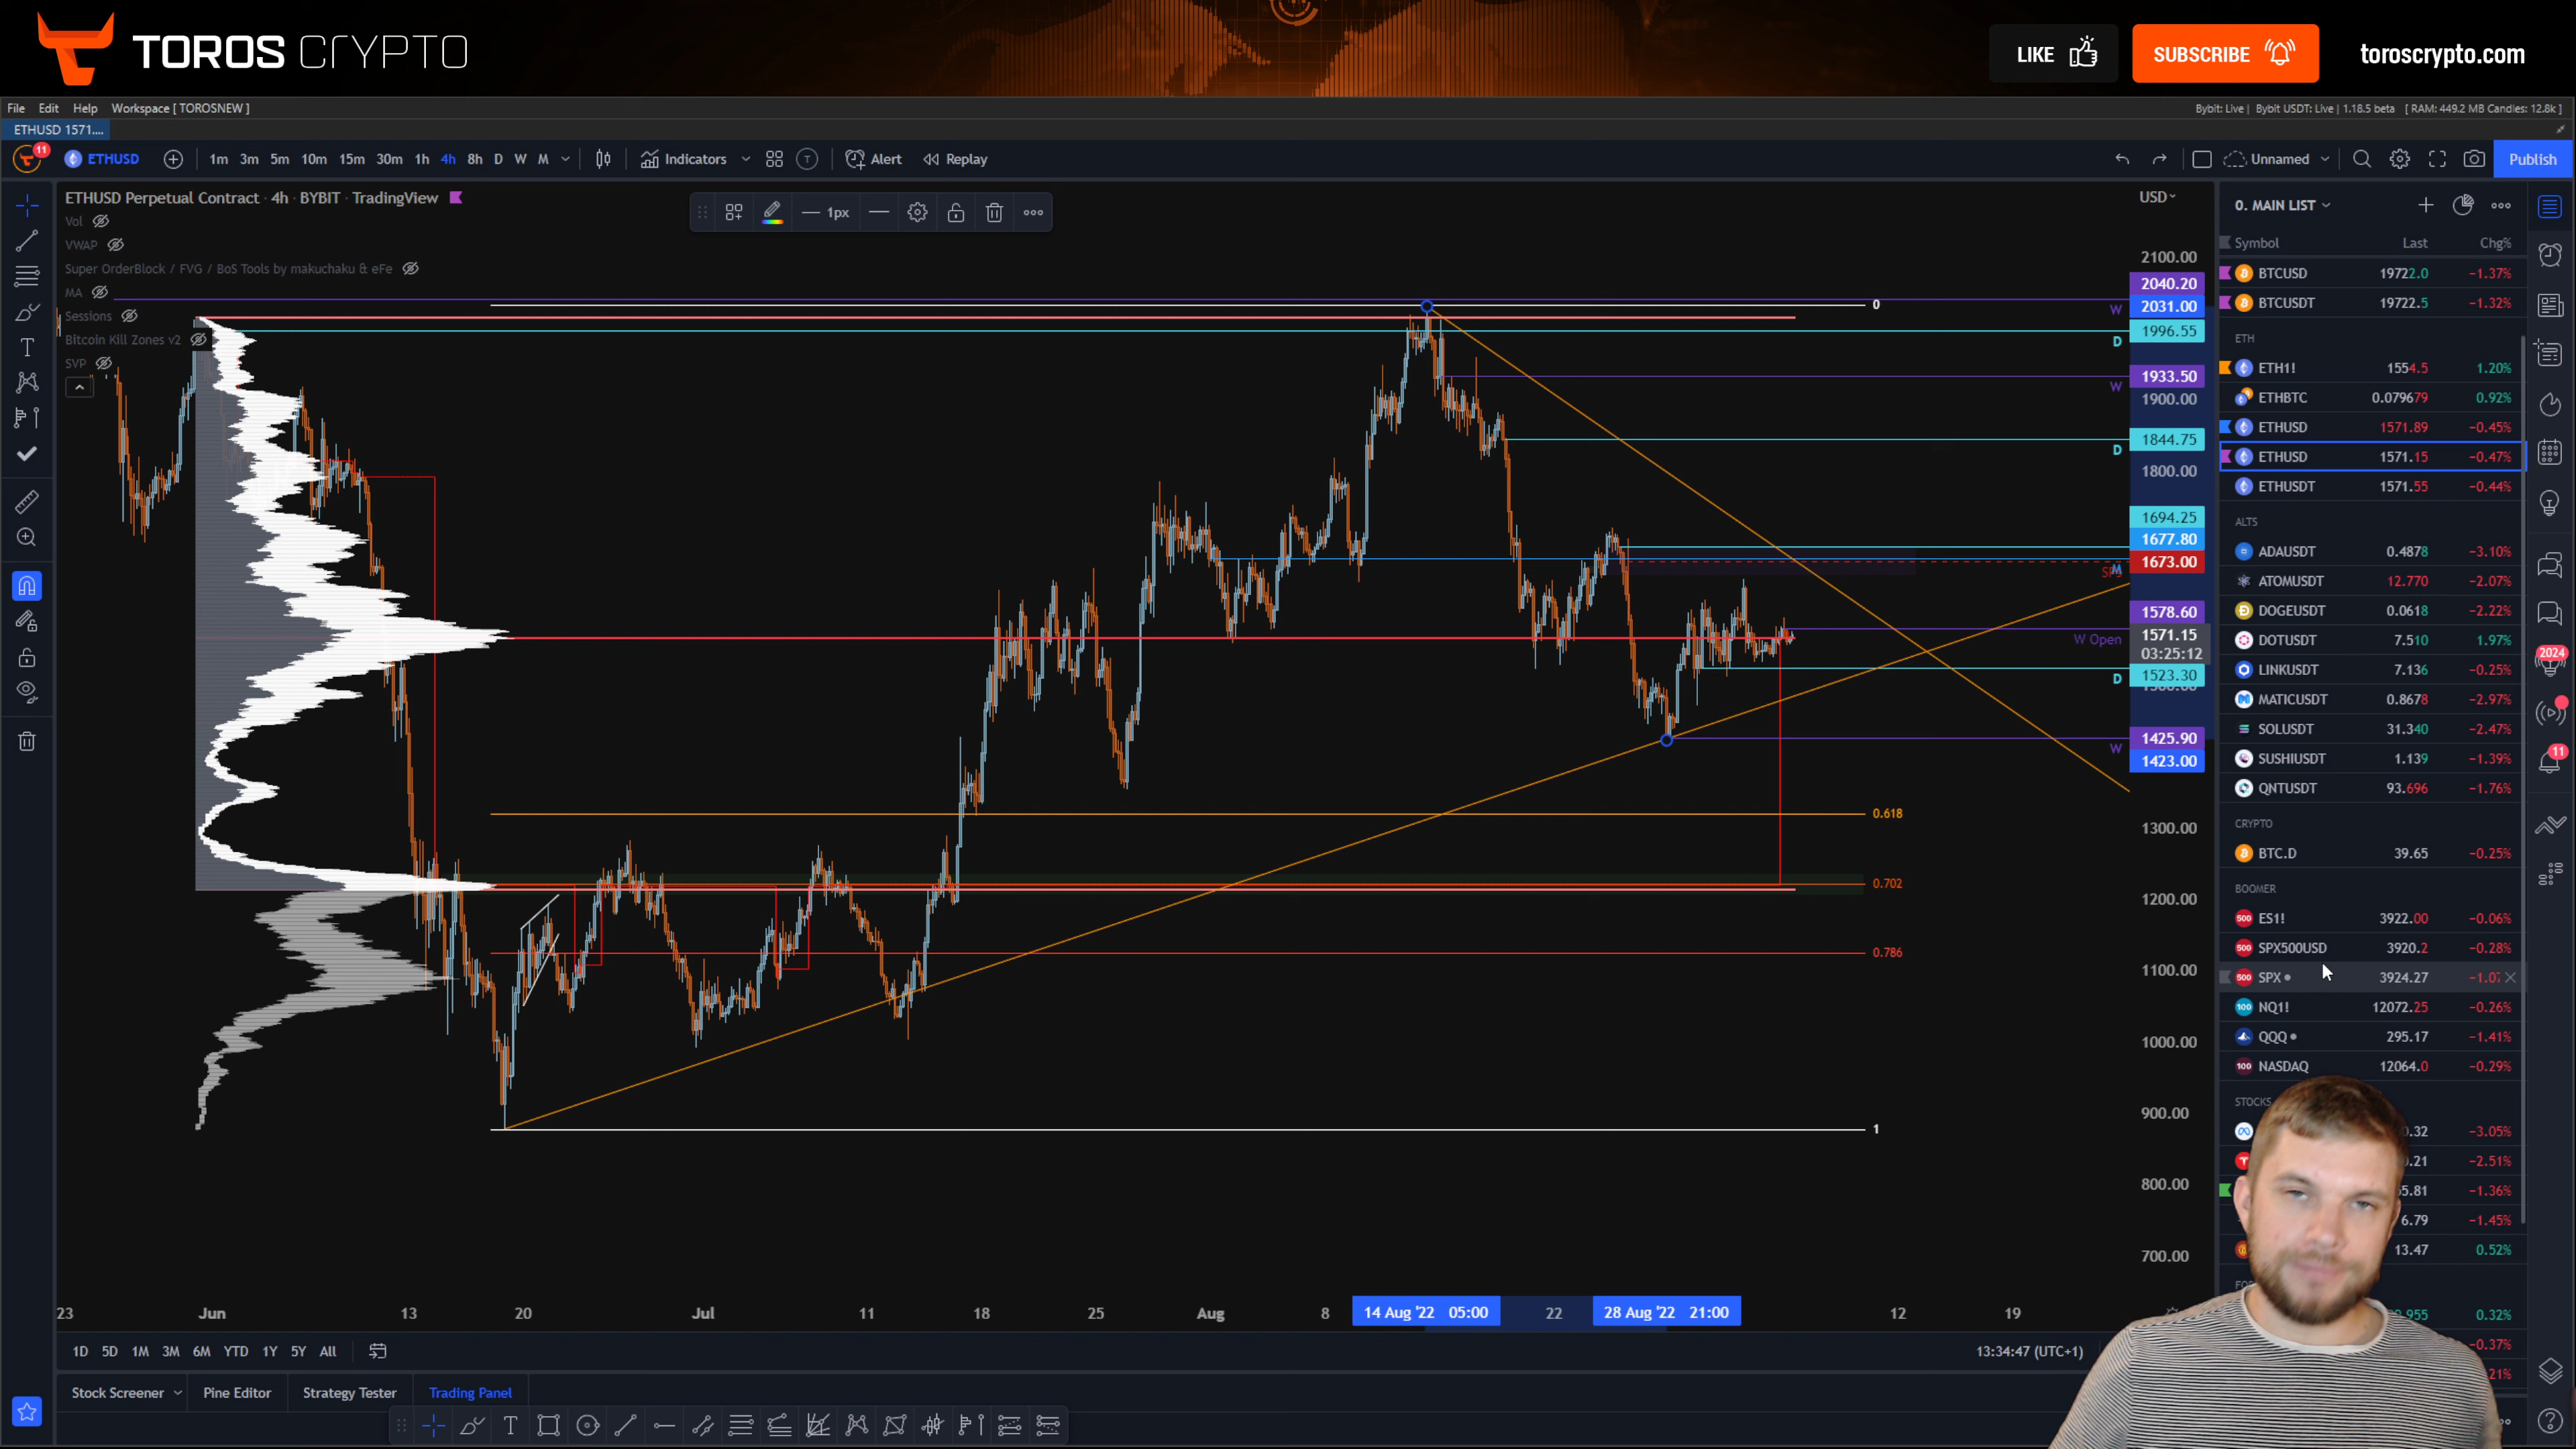 TOROS CRYPTO
LIKE
SUBSCRIBE
toroscrypto.com
File Edit Help Workspace [ TOROSNEW ]
Bybit: Live | Bybit USDT: Live | 1.18.5 beta [ RAM: 449.2 MB Candles: 12.8k ]
ETHUSD 1571....
11 ETHUSD 1m 3m 5m 10m 15m 30m 1h 4h 8h D W M Indicators T Alert Replay Unnamed Publish
ETHUSD Perpetual Contract · 4h · BYBIT · TradingView
1px
USD
Vol
VWAP
Super OrderBlock / FVG / BoS Tools by makuchaku & eFe
MA
Sessions
Bitcoin Kill Zones v2
SVP
0
0.618
0.702
0.786
1
W
D
W
D
M
W Open
D
W
2100.00
2040.20
2031.00
1996.55
1933.50
1900.00
1844.75
1800.00
1694.25
1677.80
1673.00
1578.60
1571.15
03:25:12
1523.30
1425.90
1423.00
1300.00
1200.00
1100.00
1000.00
900.00
800.00
700.00
0. MAIN LIST
Symbol Last Chg%
BTCUSD 19722.0 −1.37%
BTCUSDT 19722.5 −1.32%
ETH
ETH1! 1554.5 1.20%
ETHBTC 0.079679 0.92%
ETHUSD 1571.89 −0.45%
ETHUSD 1571.15 −0.47%
ETHUSDT 1571.55 −0.44%
ALTS
ADAUSDT 0.4878 −3.10%
ATOMUSDT 12.770 −2.07%
DOGEUSDT 0.0618 −2.22%
DOTUSDT 7.510 1.97%
LINKUSDT 7.136 −0.25%
MATICUSDT 0.8678 −2.97%
SOLUSDT 31.340 −2.47%
SUSHIUSDT 1.139 −1.39%
QNTUSDT 93.696 −1.76%
CRYPTO
BTC.D 39.65 −0.25%
BOOMER
ES1! 3922.00 −0.06%
SPX500USD 3920.2 −0.28%
SPX 3924.27 −1.07
NQ1! 12072.25 −0.26%
QQQ 295.17 −1.41%
NASDAQ 12064.0 −0.29%
STOCKS
.32 −3.05%
.21 −2.51%
5.81 −1.36%
6.79 −1.45%
13.47 0.52%
.955 0.32%
−0.37%
21%
2024
11
23 Jun 13 20 Jul 11 18 25 Aug 8 14 Aug '22 05:00 22 28 Aug '22 21:00 12 19
1D 5D 1M 3M 6M YTD 1Y 5Y All
13:34:47 (UTC+1)
Stock Screener Pine Editor Strategy Tester Trading Panel